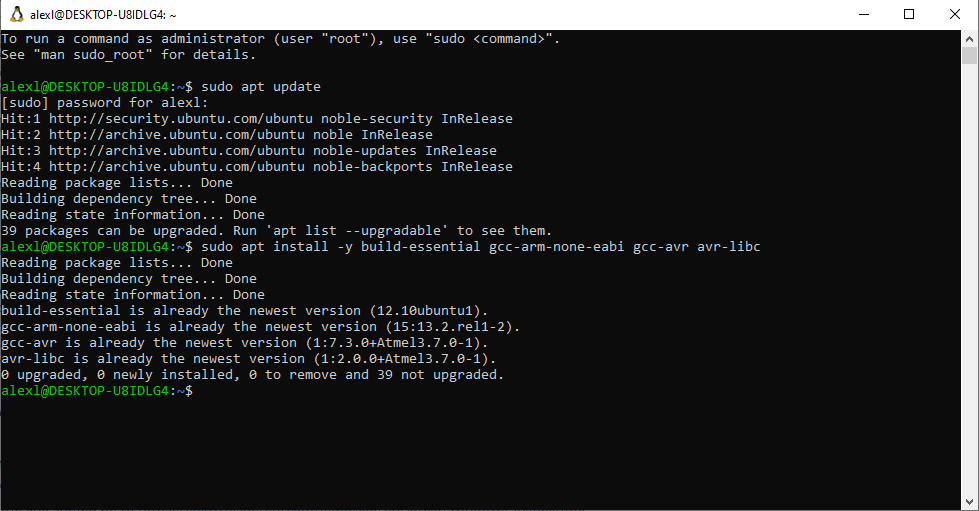 alexl@DESKTOP-U8IDLG4: ~
To run a command as administrator (user "root"), use "sudo <command>".
See "man sudo_root" for details.
alexl@DESKTOP-U8IDLG4:~$ sudo apt update
[sudo] password for alexl:
Hit:1 http://security.ubuntu.com/ubuntu noble-security InRelease
Hit:2 http://archive.ubuntu.com/ubuntu noble InRelease
Hit:3 http://archive.ubuntu.com/ubuntu noble-updates InRelease
Hit:4 http://archive.ubuntu.com/ubuntu noble-backports InRelease
Reading package lists... Done
Building dependency tree... Done
Reading state information... Done
39 packages can be upgraded. Run 'apt list --upgradable' to see them.
alexl@DESKTOP-U8IDLG4:~$ sudo apt install -y build-essential gcc-arm-none-eabi gcc-avr avr-libc
Reading package lists... Done
Building dependency tree... Done
Reading state information... Done
build-essential is already the newest version (12.10ubuntu1).
gcc-arm-none-eabi is already the newest version (15:13.2.rel1-2).
gcc-avr is already the newest version (1:7.3.0+Atmel3.7.0-1).
avr-libc is already the newest version (1:2.0.0+Atmel3.7.0-1).
0 upgraded, 0 newly installed, 0 to remove and 39 not upgraded.
alexl@DESKTOP-U8IDLG4:~$